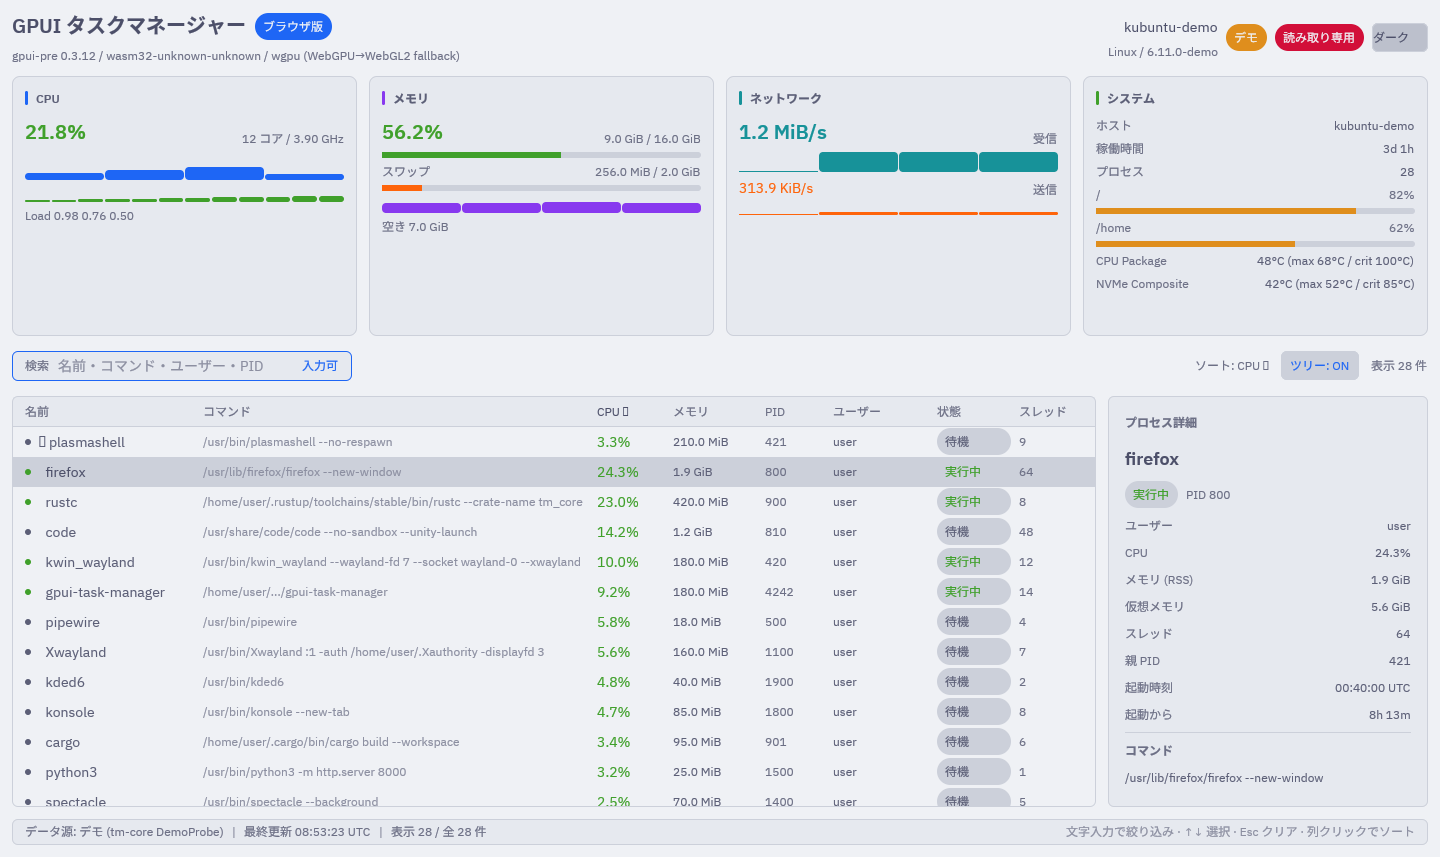 GPUI タスクマネージャー ブラウザ版
gpui-pre 0.3.12 / wasm32-unknown-unknown / wgpu (WebGPU→WebGL2 fallback)
kubuntu-demo
Linux / 6.11.0-demo
デモ 読み取り専用 ダーク
CPU
21.8% 12 コア / 3.90 GHz
Load 0.98 0.76 0.50
メモリ
56.2% 9.0 GiB / 16.0 GiB
スワップ 256.0 MiB / 2.0 GiB
空き 7.0 GiB
ネットワーク
1.2 MiB/s 受信
313.9 KiB/s 送信
システム
ホスト kubuntu-demo
稼働時間 3d 1h
プロセス 28
/ 82%
/home 62%
CPU Package 48°C (max 68°C / crit 100°C)
NVMe Composite 42°C (max 52°C / crit 85°C)
検索 名前・コマンド・ユーザー・PID 入力可
ソート: CPU ツリー: ON 表示 28 件
名前 コマンド CPU メモリ PID ユーザー 状態 スレッド
plasmashell /usr/bin/plasmashell --no-respawn 3.3% 210.0 MiB 421 user 待機 9
firefox /usr/lib/firefox/firefox --new-window 24.3% 1.9 GiB 800 user 実行中 64
rustc /home/user/.rustup/toolchains/stable/bin/rustc --crate-name tm_core 23.0% 420.0 MiB 900 user 実行中 8
code /usr/share/code/code --no-sandbox --unity-launch 14.2% 1.2 GiB 810 user 待機 48
kwin_wayland /usr/bin/kwin_wayland --wayland-fd 7 --socket wayland-0 --xwayland 10.0% 180.0 MiB 420 user 実行中 12
gpui-task-manager /home/user/.../gpui-task-manager 9.2% 180.0 MiB 4242 user 実行中 14
pipewire /usr/bin/pipewire 5.8% 18.0 MiB 500 user 待機 4
Xwayland /usr/bin/Xwayland :1 -auth /home/user/.Xauthority -displayfd 3 5.6% 160.0 MiB 1100 user 待機 7
kded6 /usr/bin/kded6 4.8% 40.0 MiB 1900 user 待機 2
konsole /usr/bin/konsole --new-tab 4.7% 85.0 MiB 1800 user 待機 8
cargo /home/user/.cargo/bin/cargo build --workspace 3.4% 95.0 MiB 901 user 待機 6
python3 /usr/bin/python3 -m http.server 8000 3.2% 25.0 MiB 1500 user 待機 1
spectacle /usr/bin/spectacle --background 2.5% 70.0 MiB 1400 user 待機 5
プロセス詳細
firefox
実行中 PID 800
ユーザー user
CPU 24.3%
メモリ (RSS) 1.9 GiB
仮想メモリ 5.6 GiB
スレッド 64
親 PID 421
起動時刻 00:40:00 UTC
起動から 8h 13m
コマンド
/usr/lib/firefox/firefox --new-window
データ源: デモ (tm-core DemoProbe) | 最終更新 08:53:23 UTC | 表示 28 / 全 28 件
文字入力で絞り込み · ↑↓ 選択 · Esc クリア · 列クリックでソート